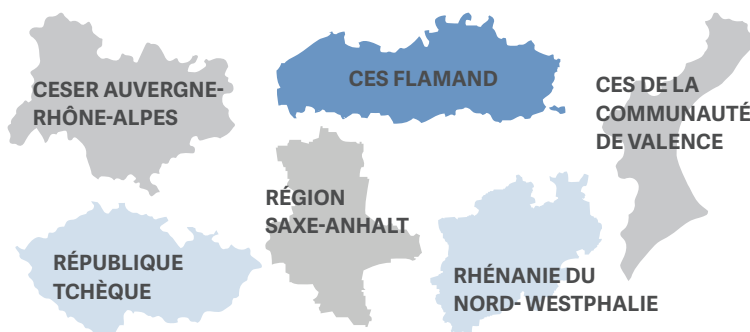 CESER AUVERGNE-
RHÔNE-ALPES
CES FLAMAND
CES DE LA
COMMUNAUTÉ
DE VALENCE
RÉGION
SAXE-ANHALT
RÉPUBLIQUE
TCHÈQUE
RHÉNANIE DU
NORD- WESTPHALIE